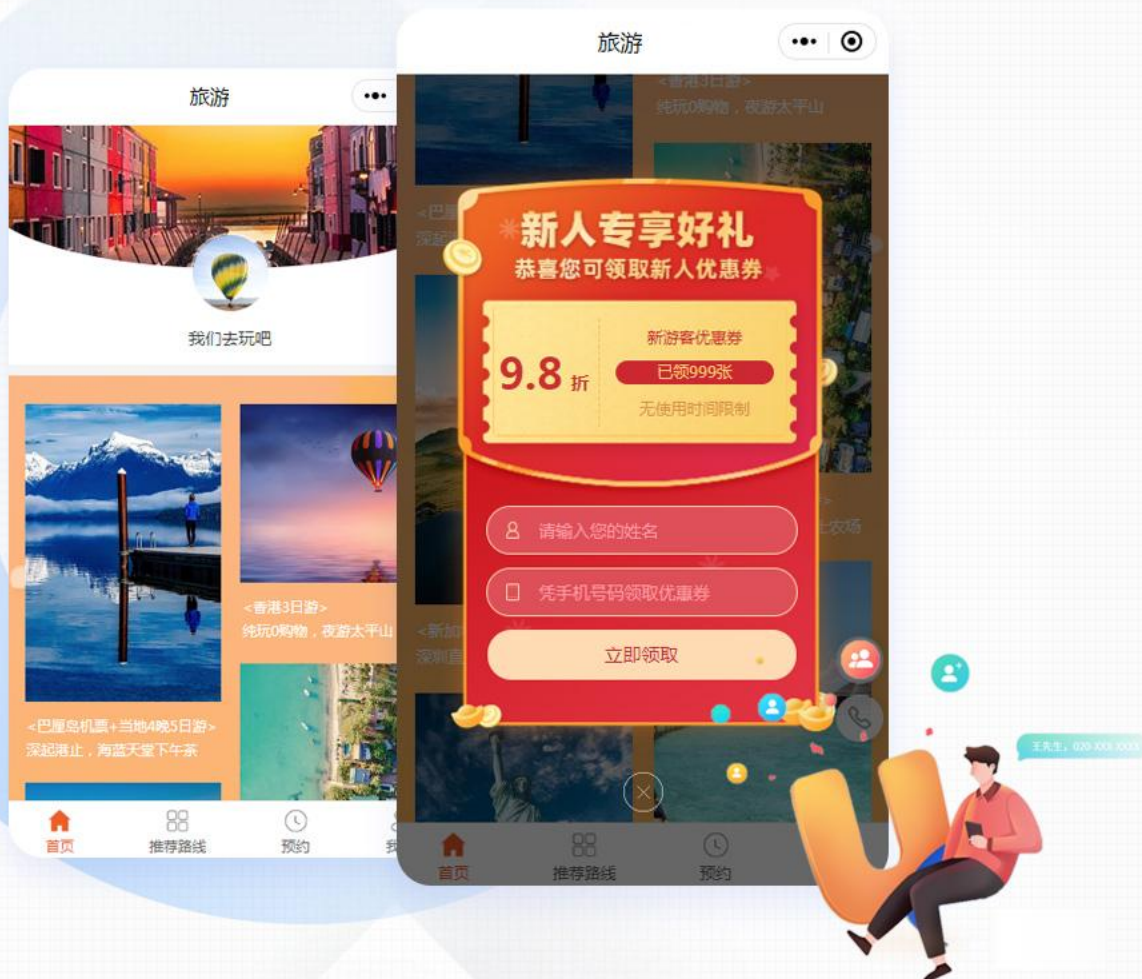 旅游
我们去玩吧
<香港3日游>
纯玩0购物，夜游太平山
<巴厘岛机票+当地4晚5日游>
深起港止，海蓝天堂下午茶
首页
推荐路线
预约
旅游
<香港3日游>
纯玩0购物，夜游太平山
新人专享好礼
恭喜您可领取新人优惠券
9.8 折
新游客优惠券
已领999张
无使用时间限制
请输入您的姓名
凭手机号码领取优惠券
立即领取
首页
推荐路线
预约
王先生，020-XXX-XXXX